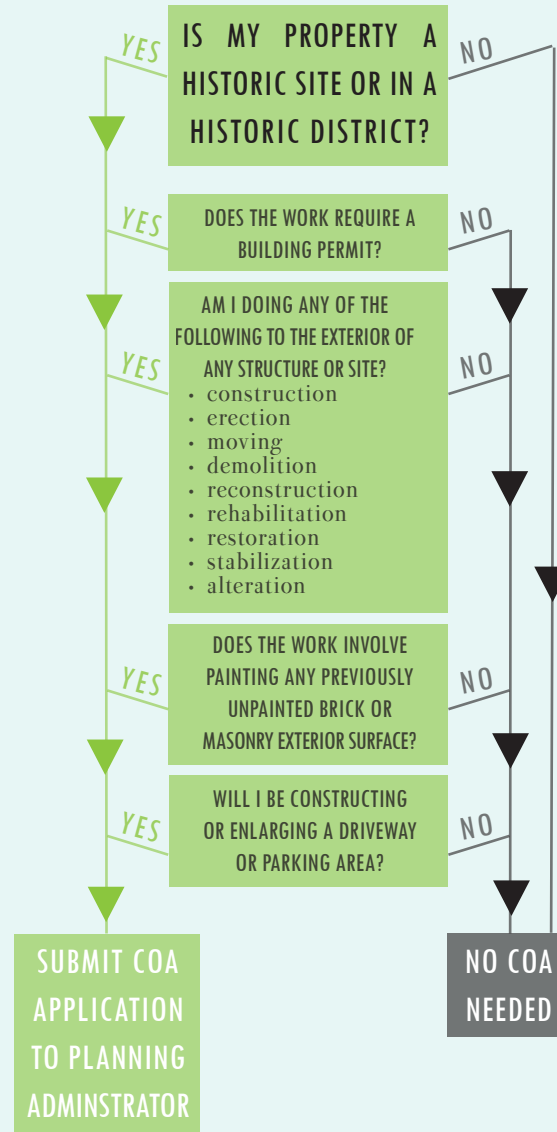 YES
IS MY PROPERTY A
HISTORIC SITE OR IN A
HISTORIC DISTRICT?
NO
YES
DOES THE WORK REQUIRE A
BUILDING PERMIT?
NO
AM I DOING ANY OF THE
FOLLOWING TO THE EXTERIOR OF
ANY STRUCTURE OR SITE?
• construction
• erection
• moving
• demolition
• reconstruction
• rehabilitation
• restoration
• stabilization
• alteration
YES
NO
DOES THE WORK INVOLVE
PAINTING ANY PREVIOUSLY
UNPAINTED BRICK OR
MASONRY EXTERIOR SURFACE?
YES
NO
WILL I BE CONSTRUCTING
OR ENLARGING A DRIVEWAY
OR PARKING AREA?
YES
NO
SUBMIT COA
APPLICATION
TO PLANNING
ADMINSTRATOR
NO COA
NEEDED